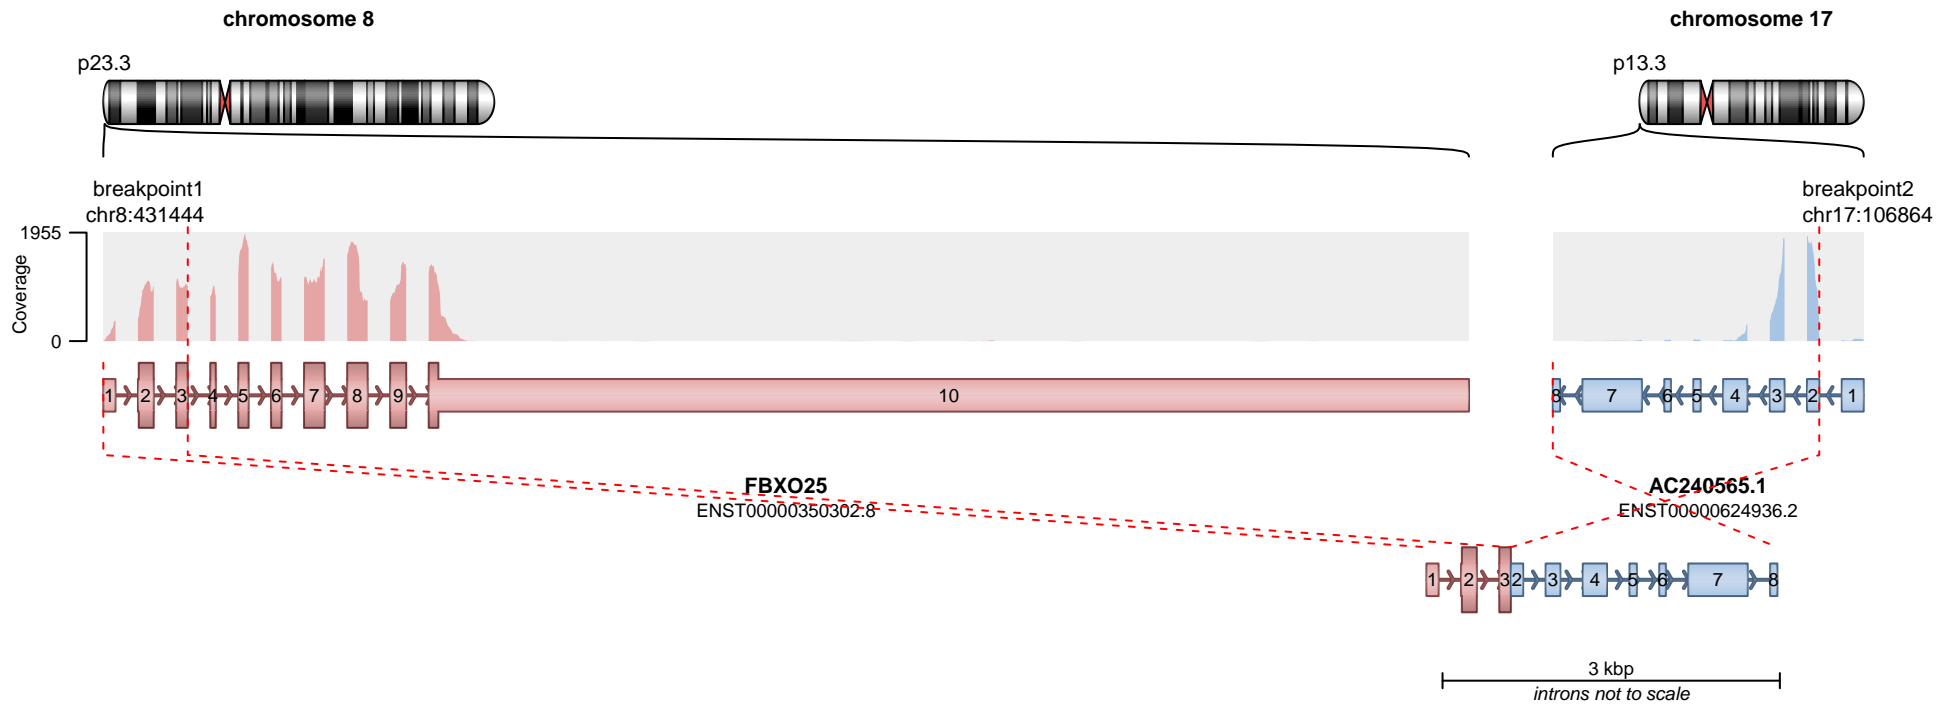 chromosome 8
chromosome 17
p23.3
p13.3
breakpoint1
chr8:431444
breakpoint2
chr17:106864
1955
0
Coverage
1 2 3 4 5 6 7 8 9 10
8 7 6 5 4 3 2 1
FBXO25
ENST00000350302.8
AC240565.1
ENST00000624936.2
1 2 3 2 3 4 5 6 7 8
3 kbp
introns not to scale